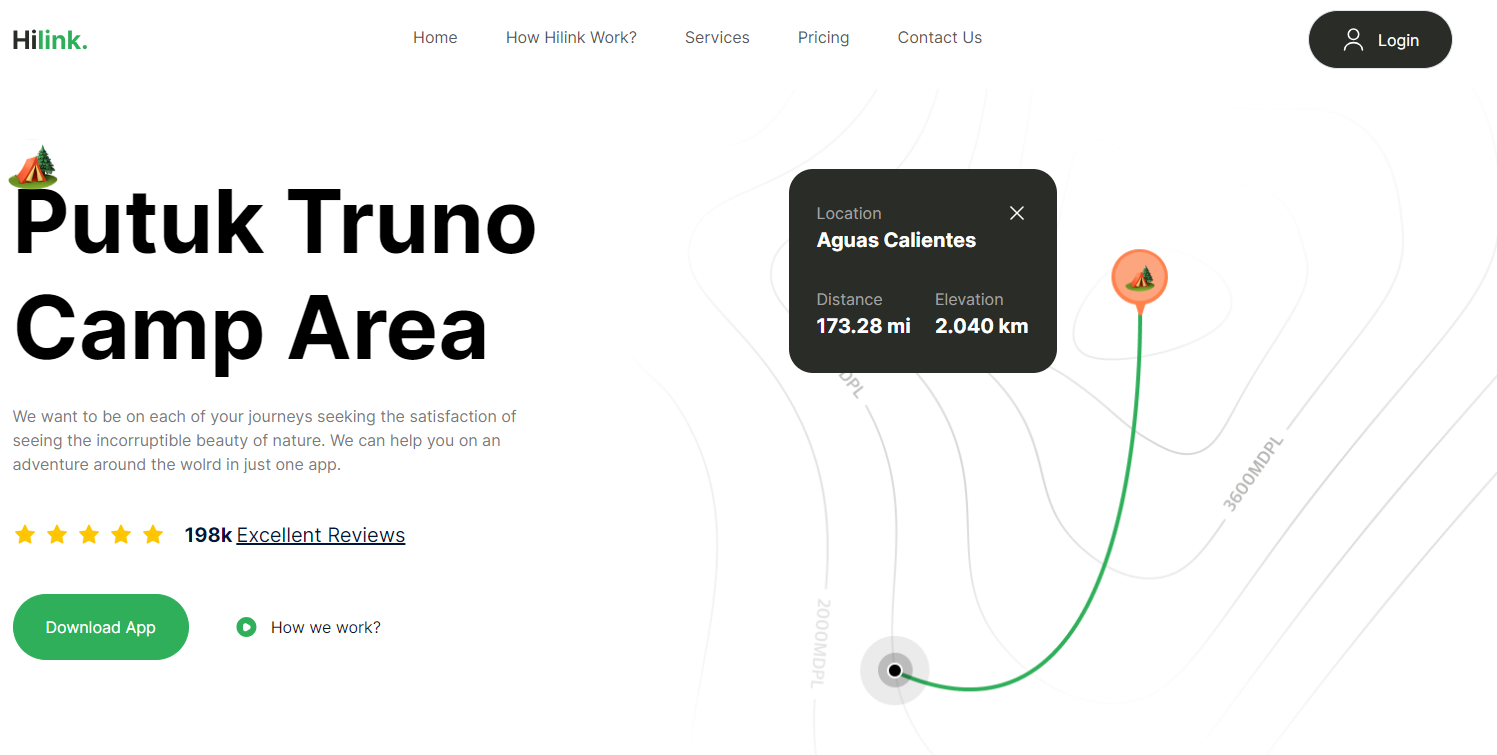 Hilink.
Home How Hilink Work? Services Pricing Contact Us
Login
Putuk Truno
Camp Area
We want to be on each of your journeys seeking the satisfaction of
seeing the incorruptible beauty of nature. We can help you on an
adventure around the wolrd in just one app.
198k Excellent Reviews
Download App
How we work?
Location
Aguas Calientes
Distance Elevation
173.28 mi 2.040 km
DPL
3600MDPL
2000MDPL